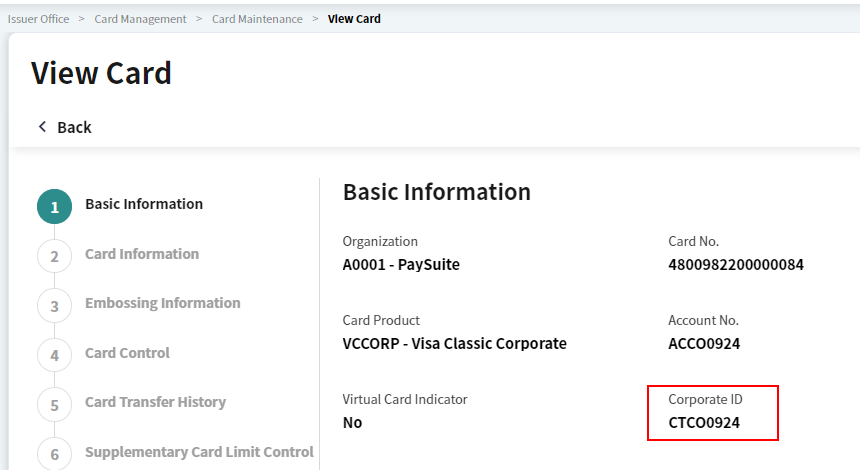 Issuer Office > Card Management > Card Maintenance > View Card
View Card
< Back
1 Basic Information
2 Card Information
3 Embossing Information
4 Card Control
5 Card Transfer History
6 Supplementary Card Limit Control
Basic Information
Organization
A0001 - PaySuite
Card No.
4800982200000084
Card Product
VCCORP - Visa Classic Corporate
Account No.
ACCO0924
Virtual Card Indicator
No
Corporate ID
CTCO0924